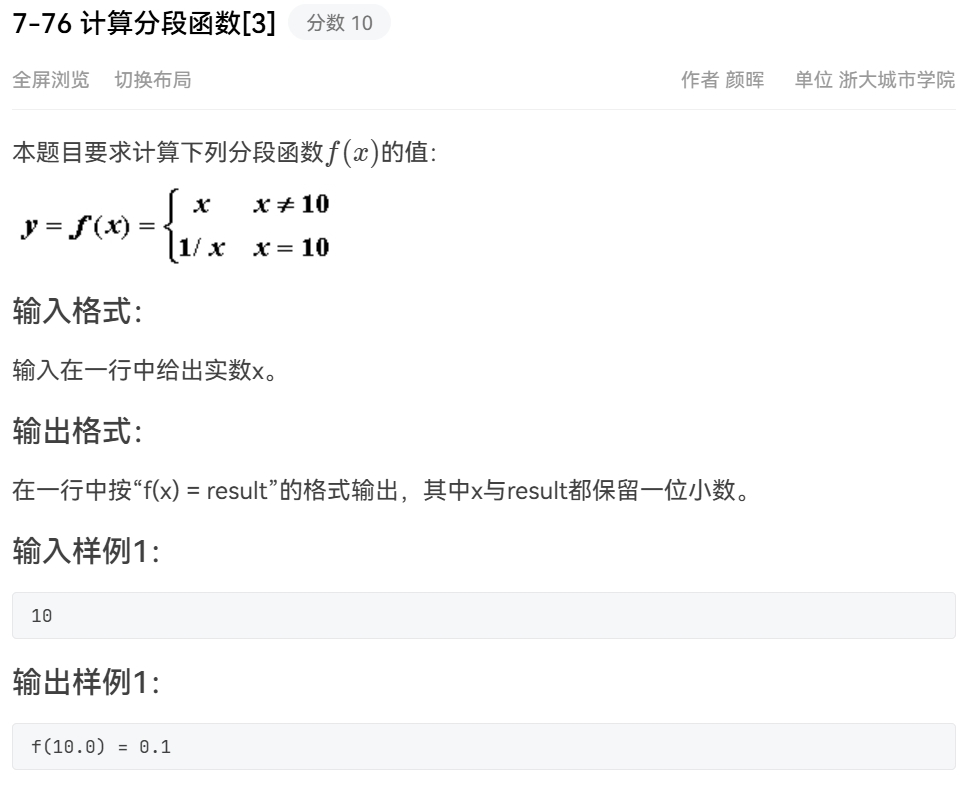 7-76 计算分段函数[3] 分数 10
全屏浏览 切换布局 作者 颜晖 单位 浙大城市学院
本题目要求计算下列分段函数f(x)的值:
y = f(x) = { x x ≠ 10
1/x x = 10
输入格式:
输入在一行中给出实数x。
输出格式:
在一行中按“f(x) = result”的格式输出，其中x与result都保留一位小数。
输入样例1:
10
输出样例1:
f(10.0) = 0.1